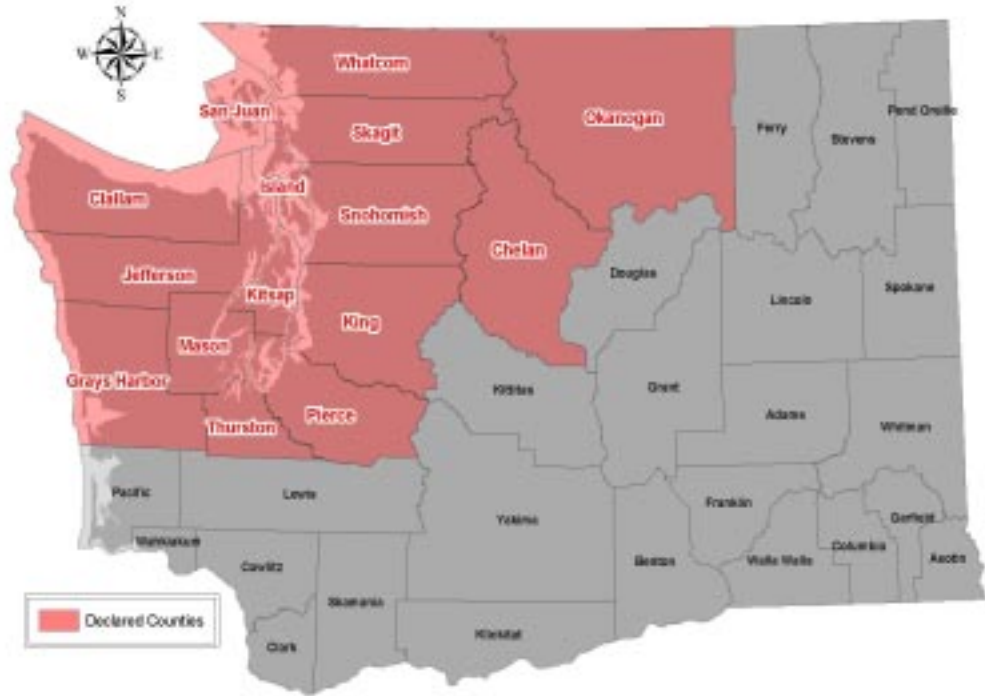 N
W E
S
Whatcom
San Juan
Skagit
Okanogan
Ferry
Stevens
Pend Oreille
Clallam
Island
Snohomish
Chelan
Jefferson
Kitsap
Douglas
Lincoln
Spokane
King
Mason
Grays Harbor
Kittitas
Grant
Adams
Whitman
Thurston
Pierce
Pacific
Lewis
Yakima
Franklin
Garfield
Wahkiakum
Cowlitz
Benton
Walla Walla
Columbia
Asotin
Skamania
Declared Counties
Clark
Klickitat